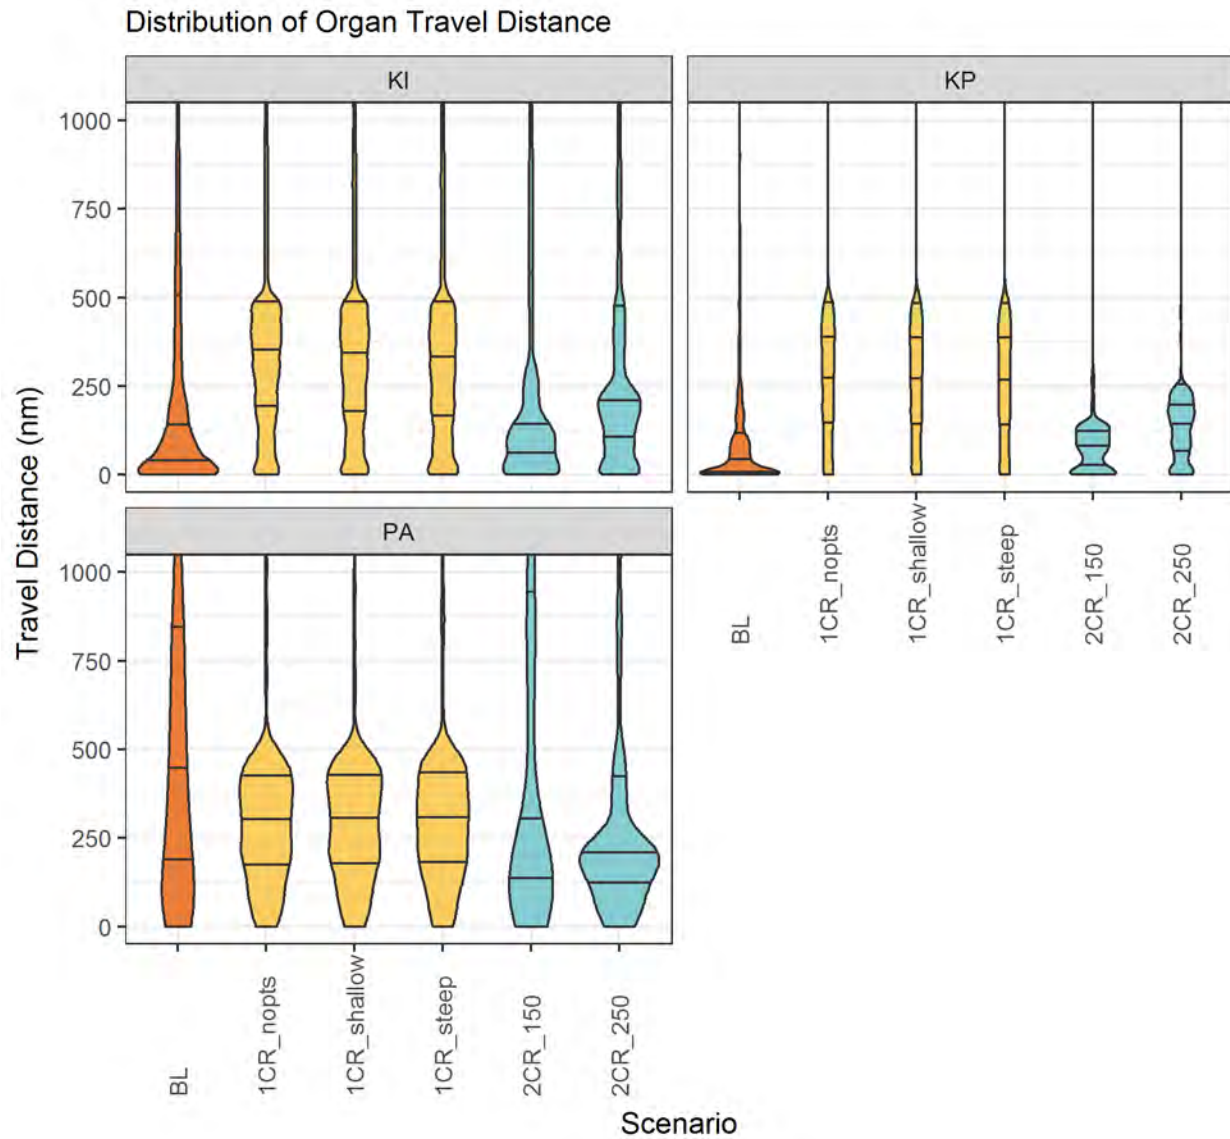 Distribution of Organ Travel Distance
KI
KP
1000
750
500
250
0
BL
1CR_nopts
1CR_shallow
1CR_steep
2CR_150
2CR_250
PA
1000
750
500
250
0
BL
1CR_nopts
1CR_shallow
1CR_steep
2CR_150
2CR_250
Travel Distance (nm)
Scenario